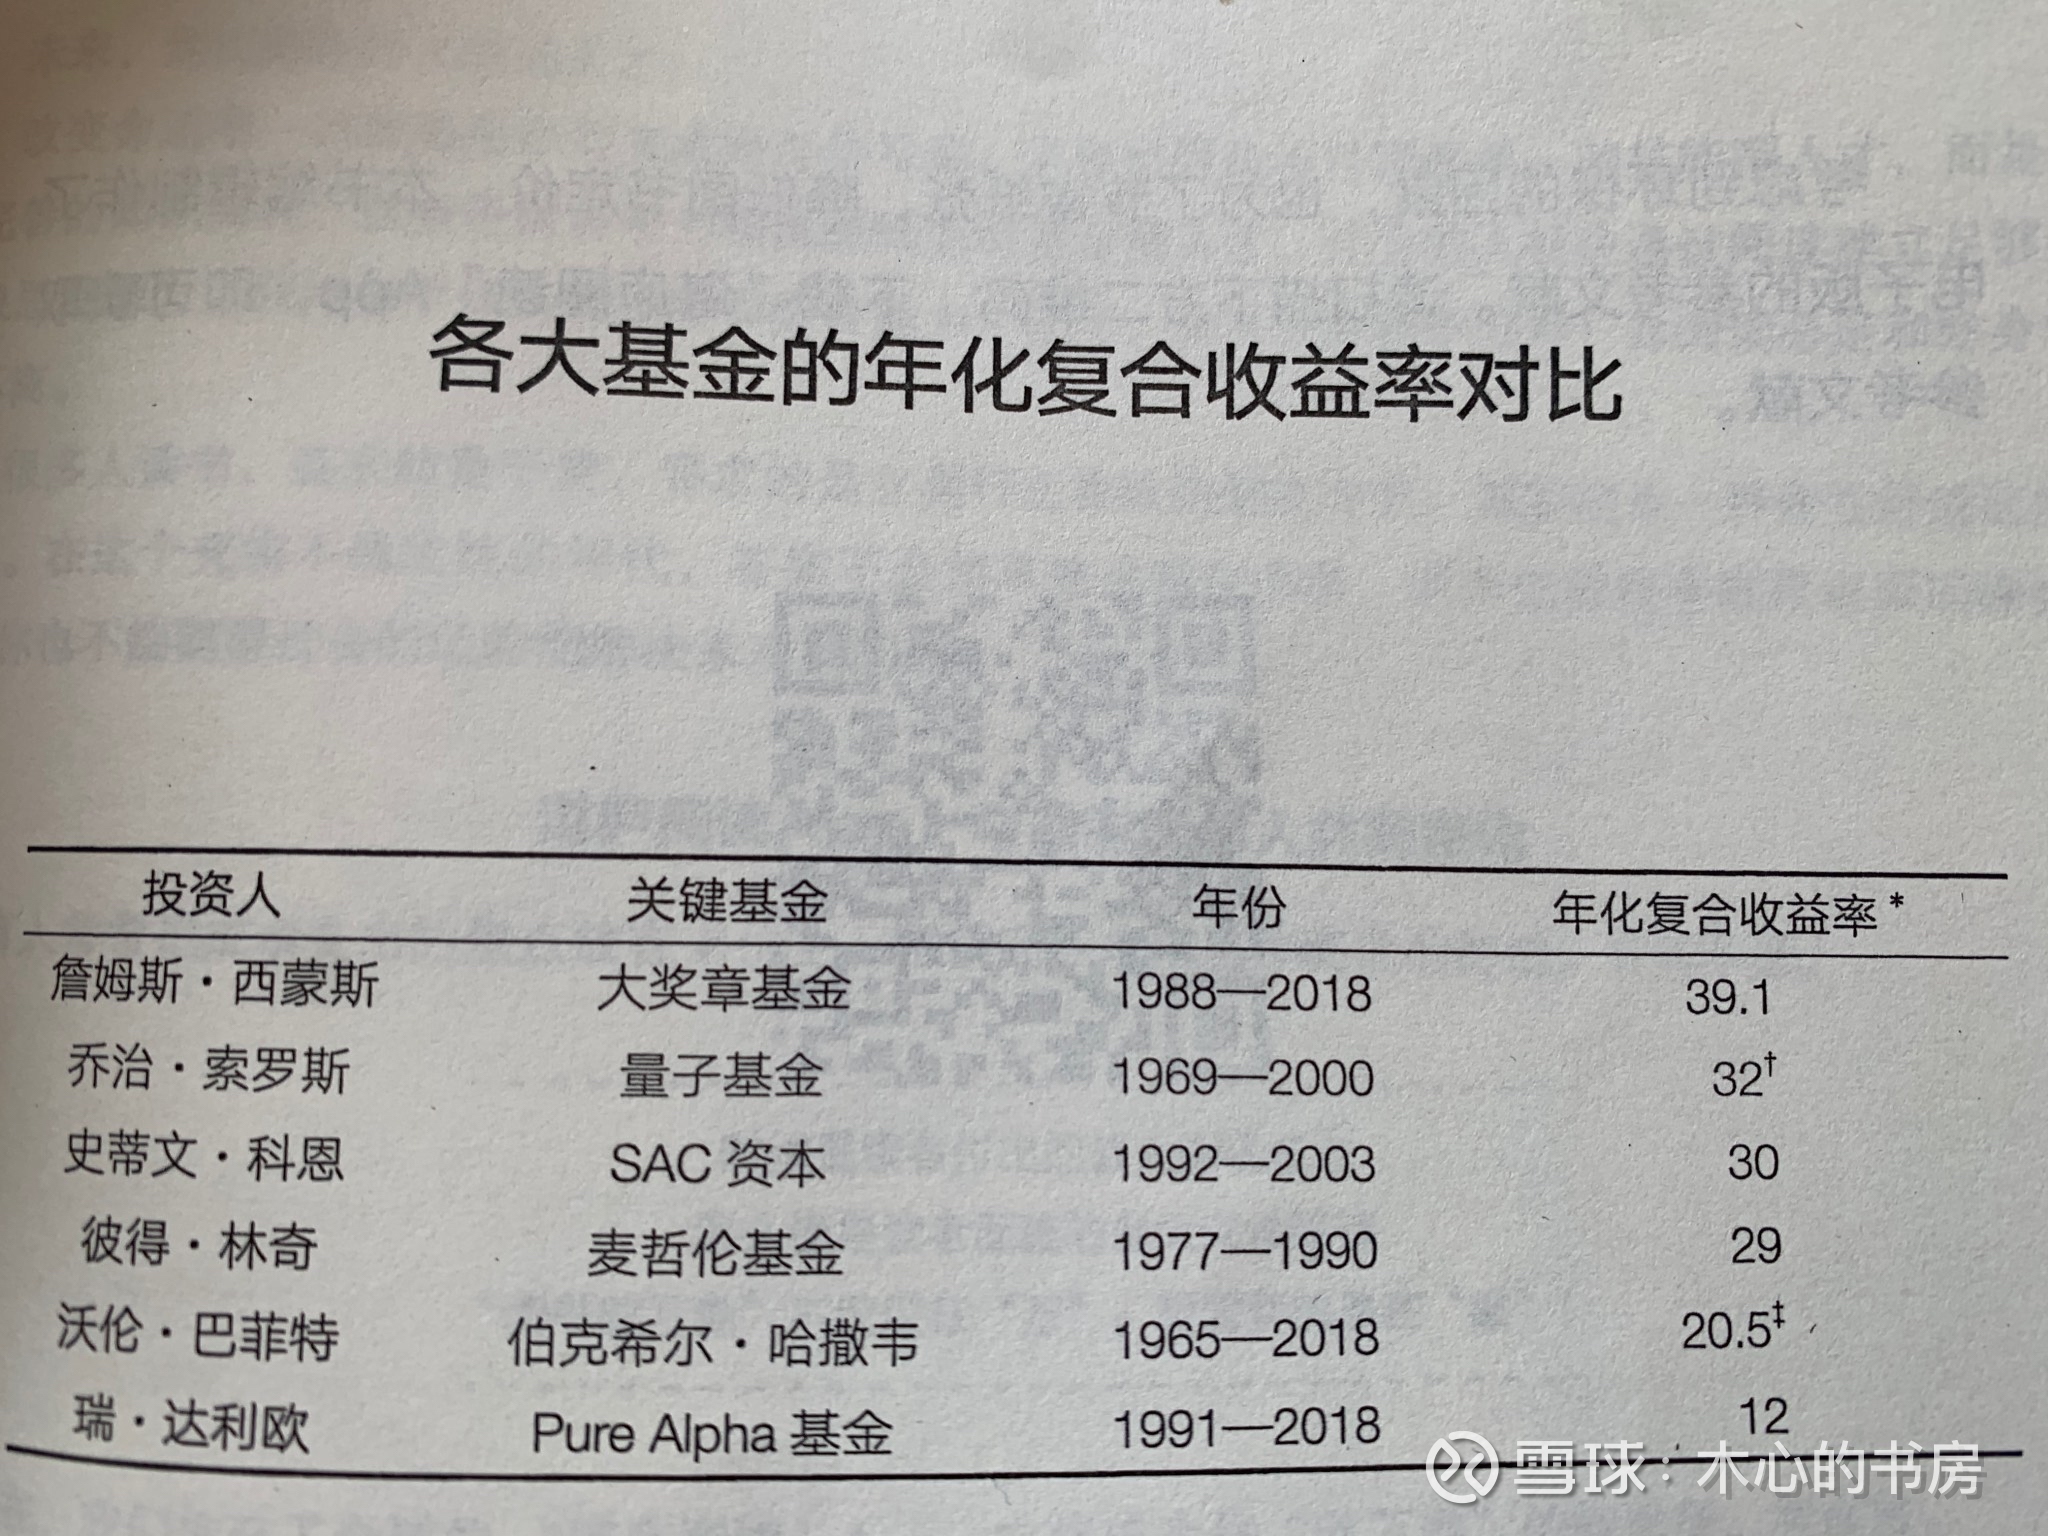 各大基金的年化复合收益率对比
投资人 关键基金 年份 年化复合收益率*
詹姆斯·西蒙斯 大奖章基金 1988—2018 39.1
乔治·索罗斯 量子基金 1969—2000 32†
史蒂文·科恩 SAC 资本 1992—2003 30
彼得·林奇 麦哲伦基金 1977—1990 29
沃伦·巴菲特 伯克希尔·哈撒韦 1965—2018 20.5‡
瑞·达利欧 Pure Alpha 基金 1991—2018 12
雪球：木心的书房